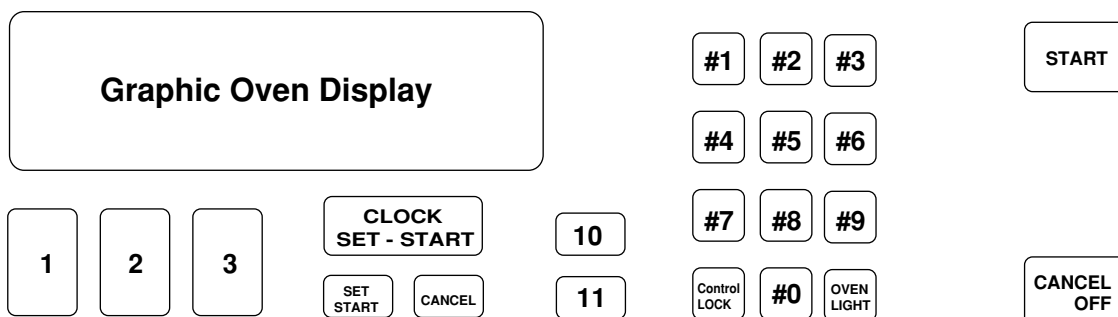 Graphic Oven Display
#1 #2 #3
START
#4 #5 #6
1 2 3
CLOCK
SET - START
10
#7 #8 #9
SET
START
CANCEL
11
Control
LOCK
#0
OVEN
LIGHT
CANCEL
OFF